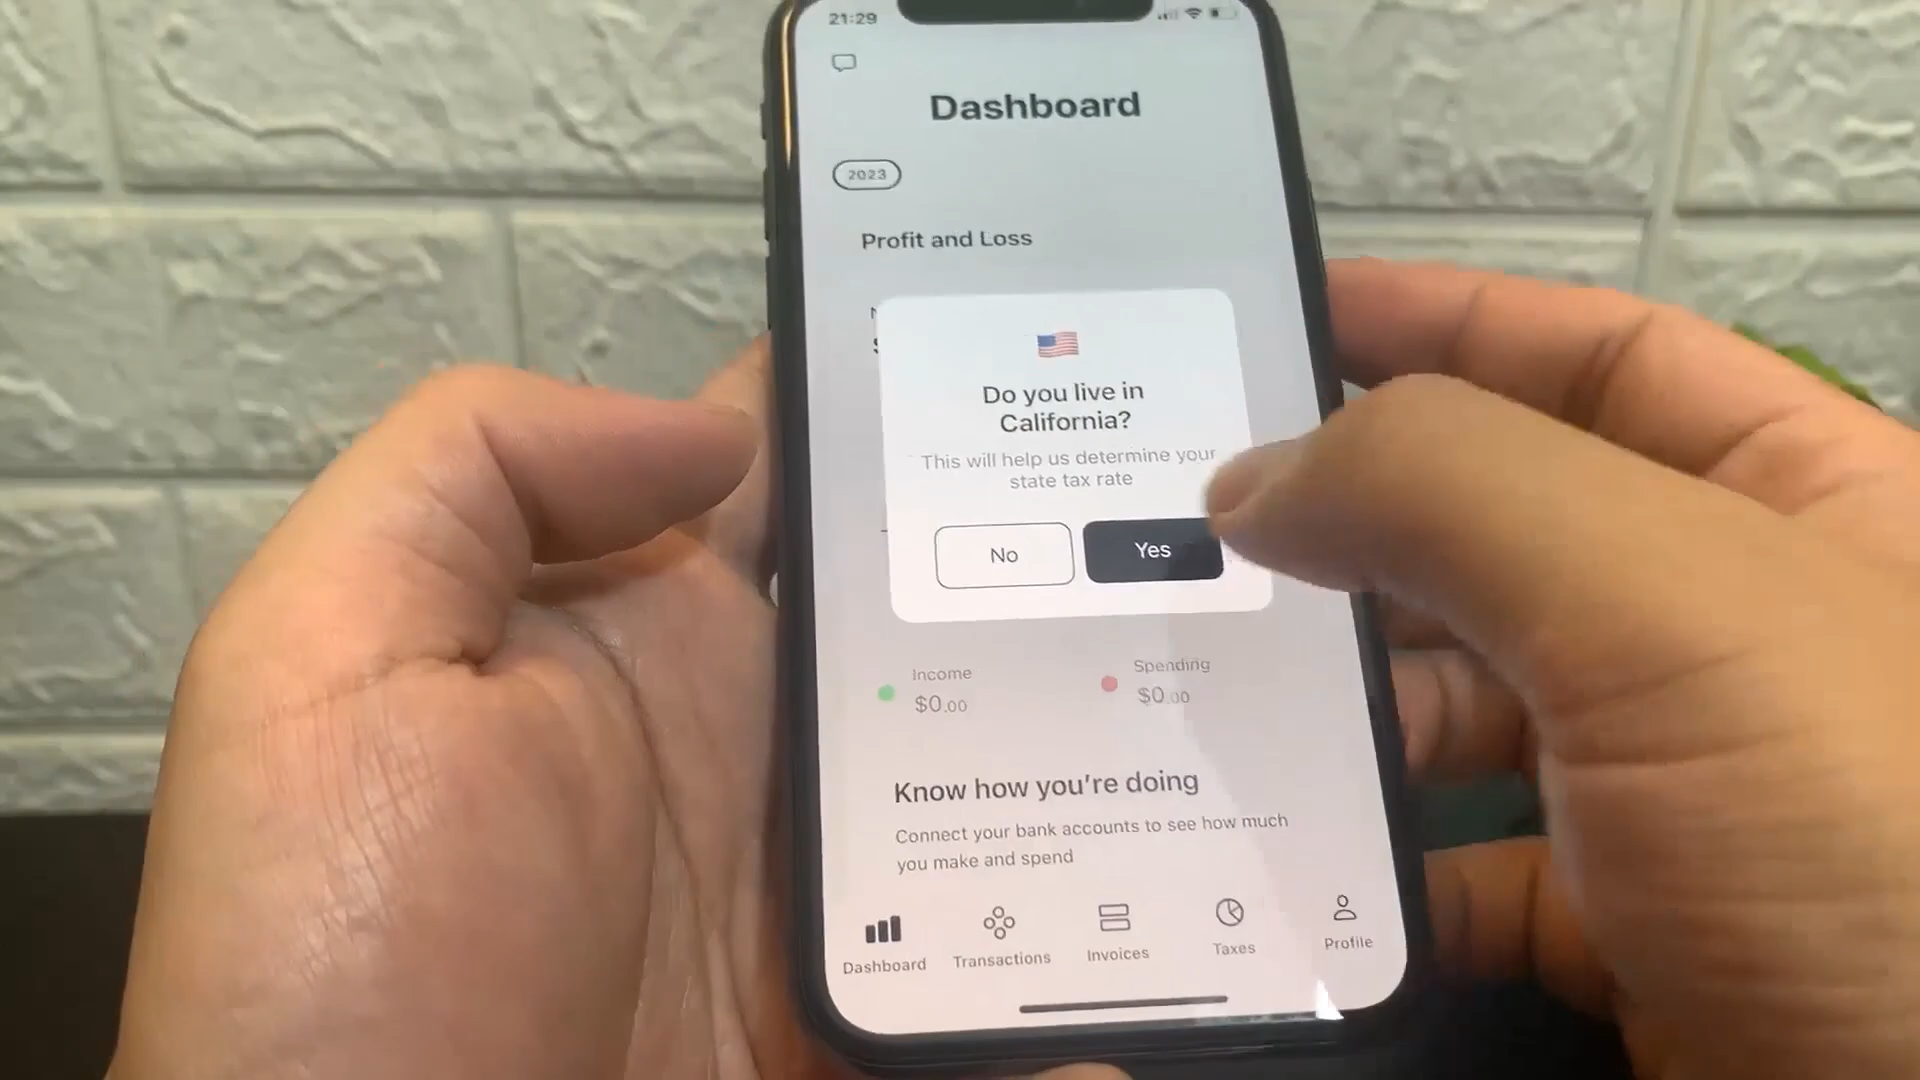 21:29
Dashboard
2023
Profit and Loss
Do you live in
California?
This will help us determine your
state tax rate
No
Yes
Income
$0.00
Spending
$0.00
Know how you're doing
Connect your bank accounts to see how much
you make and spend
Dashboard
Transactions
Invoices
Taxes
Profile